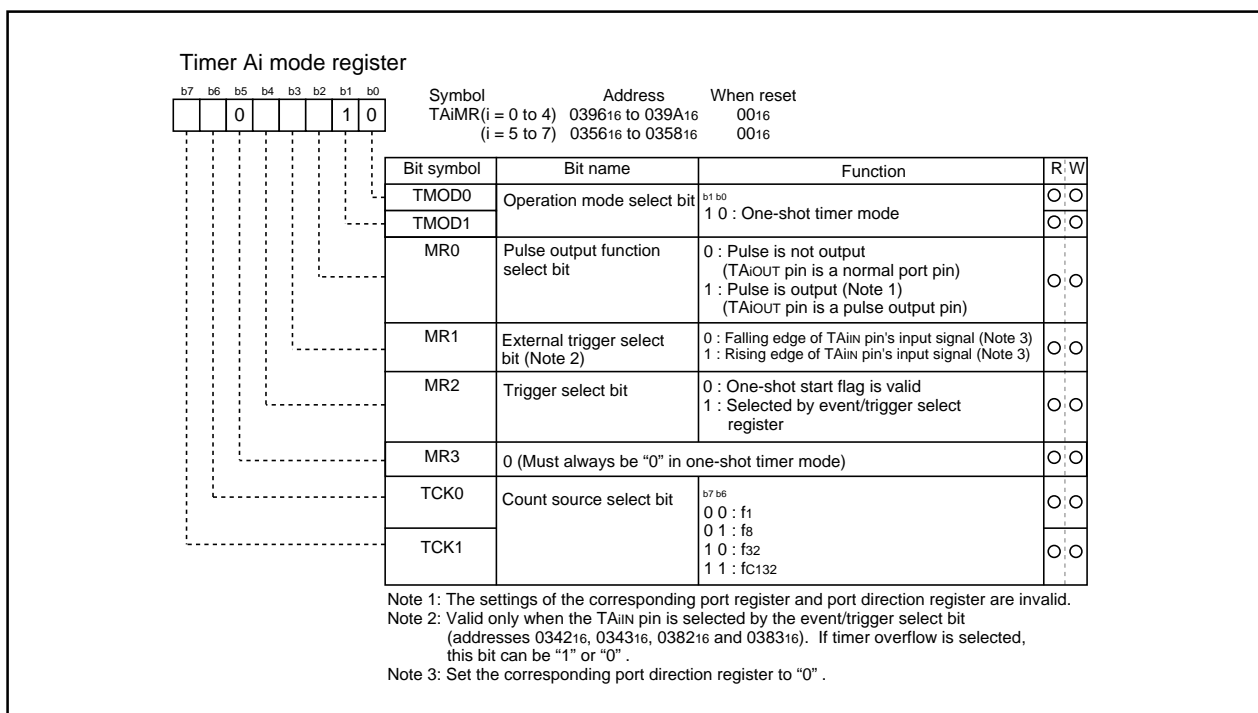 Timer Ai mode register
b7 b6 b5 b4 b3 b2 b1 b0
0 1 0
Symbol Address When reset
TAiMR(i = 0 to 4) 039616 to 039A16 0016
(i = 5 to 7) 035616 to 035816 0016
Bit symbol Bit name Function R W
TMOD0 Operation mode select bit b1 b0
1 0 : One-shot timer mode
TMOD1
MR0 Pulse output function select bit
0 : Pulse is not output
(TAiOUT pin is a normal port pin)
1 : Pulse is output (Note 1)
(TAiOUT pin is a pulse output pin)
MR1 External trigger select bit (Note 2)
0 : Falling edge of TAiIN pin's input signal (Note 3)
1 : Rising edge of TAiIN pin's input signal (Note 3)
MR2 Trigger select bit
0 : One-shot start flag is valid
1 : Selected by event/trigger select
register
MR3 0 (Must always be “0” in one-shot timer mode)
TCK0 Count source select bit
b7 b6
0 0 : f1
0 1 : f8
1 0 : f32
1 1 : fC132
TCK1
Note 1: The settings of the corresponding port register and port direction register are invalid.
Note 2: Valid only when the TAiIN pin is selected by the event/trigger select bit
(addresses 034216, 034316, 038216 and 038316). If timer overflow is selected,
this bit can be “1” or “0” .
Note 3: Set the corresponding port direction register to “0” .